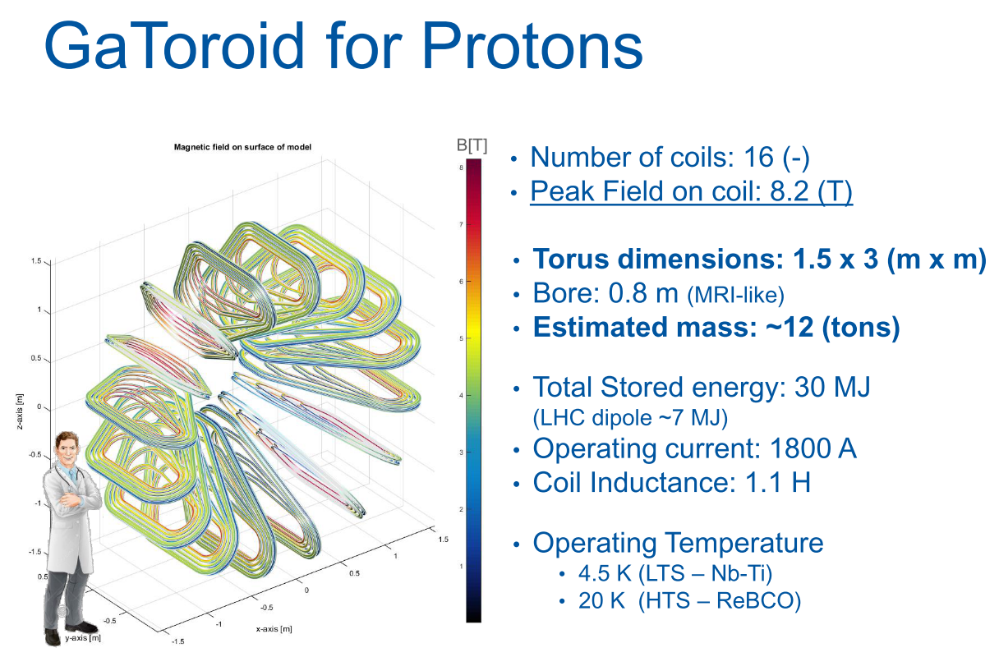 GaToroid for Protons
Magnetic field on surface of model
B[T]
8
7
6
5
4
3
2
1
1.5
1
0.5
0
-0.5
-1
-1.5
z-axis [m]
0.5
-0.5
y-axis [m]
-1.5
-1
-0.5
0
0.5
1
1.5
x-axis [m]
• Number of coils: 16 (-)
• Peak Field on coil: 8.2 (T)
• Torus dimensions: 1.5 x 3 (m x m)
• Bore: 0.8 m (MRI-like)
• Estimated mass: ~12 (tons)
• Total Stored energy: 30 MJ
(LHC dipole ~7 MJ)
• Operating current: 1800 A
• Coil Inductance: 1.1 H
• Operating Temperature
• 4.5 K (LTS – Nb-Ti)
• 20 K (HTS – ReBCO)